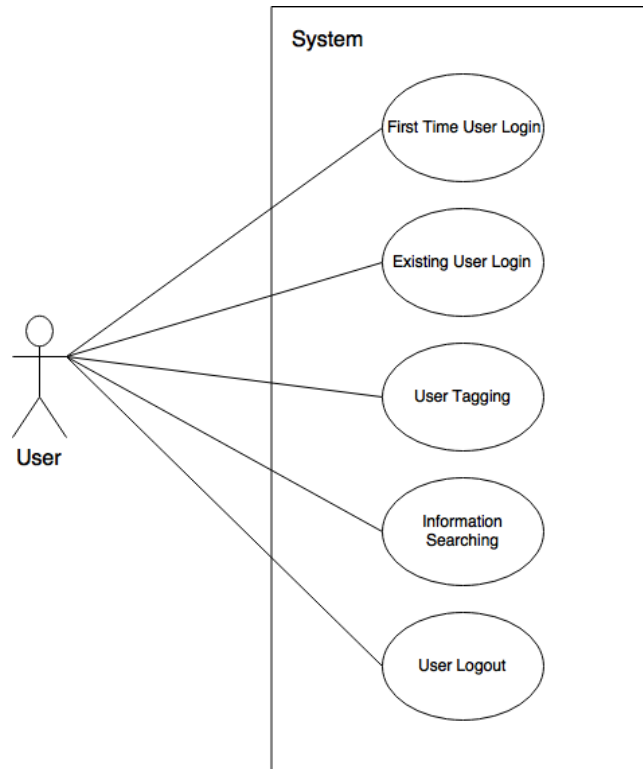 System
First Time User Login
Existing User Login
User Tagging
User
Information
Searching
User Logout